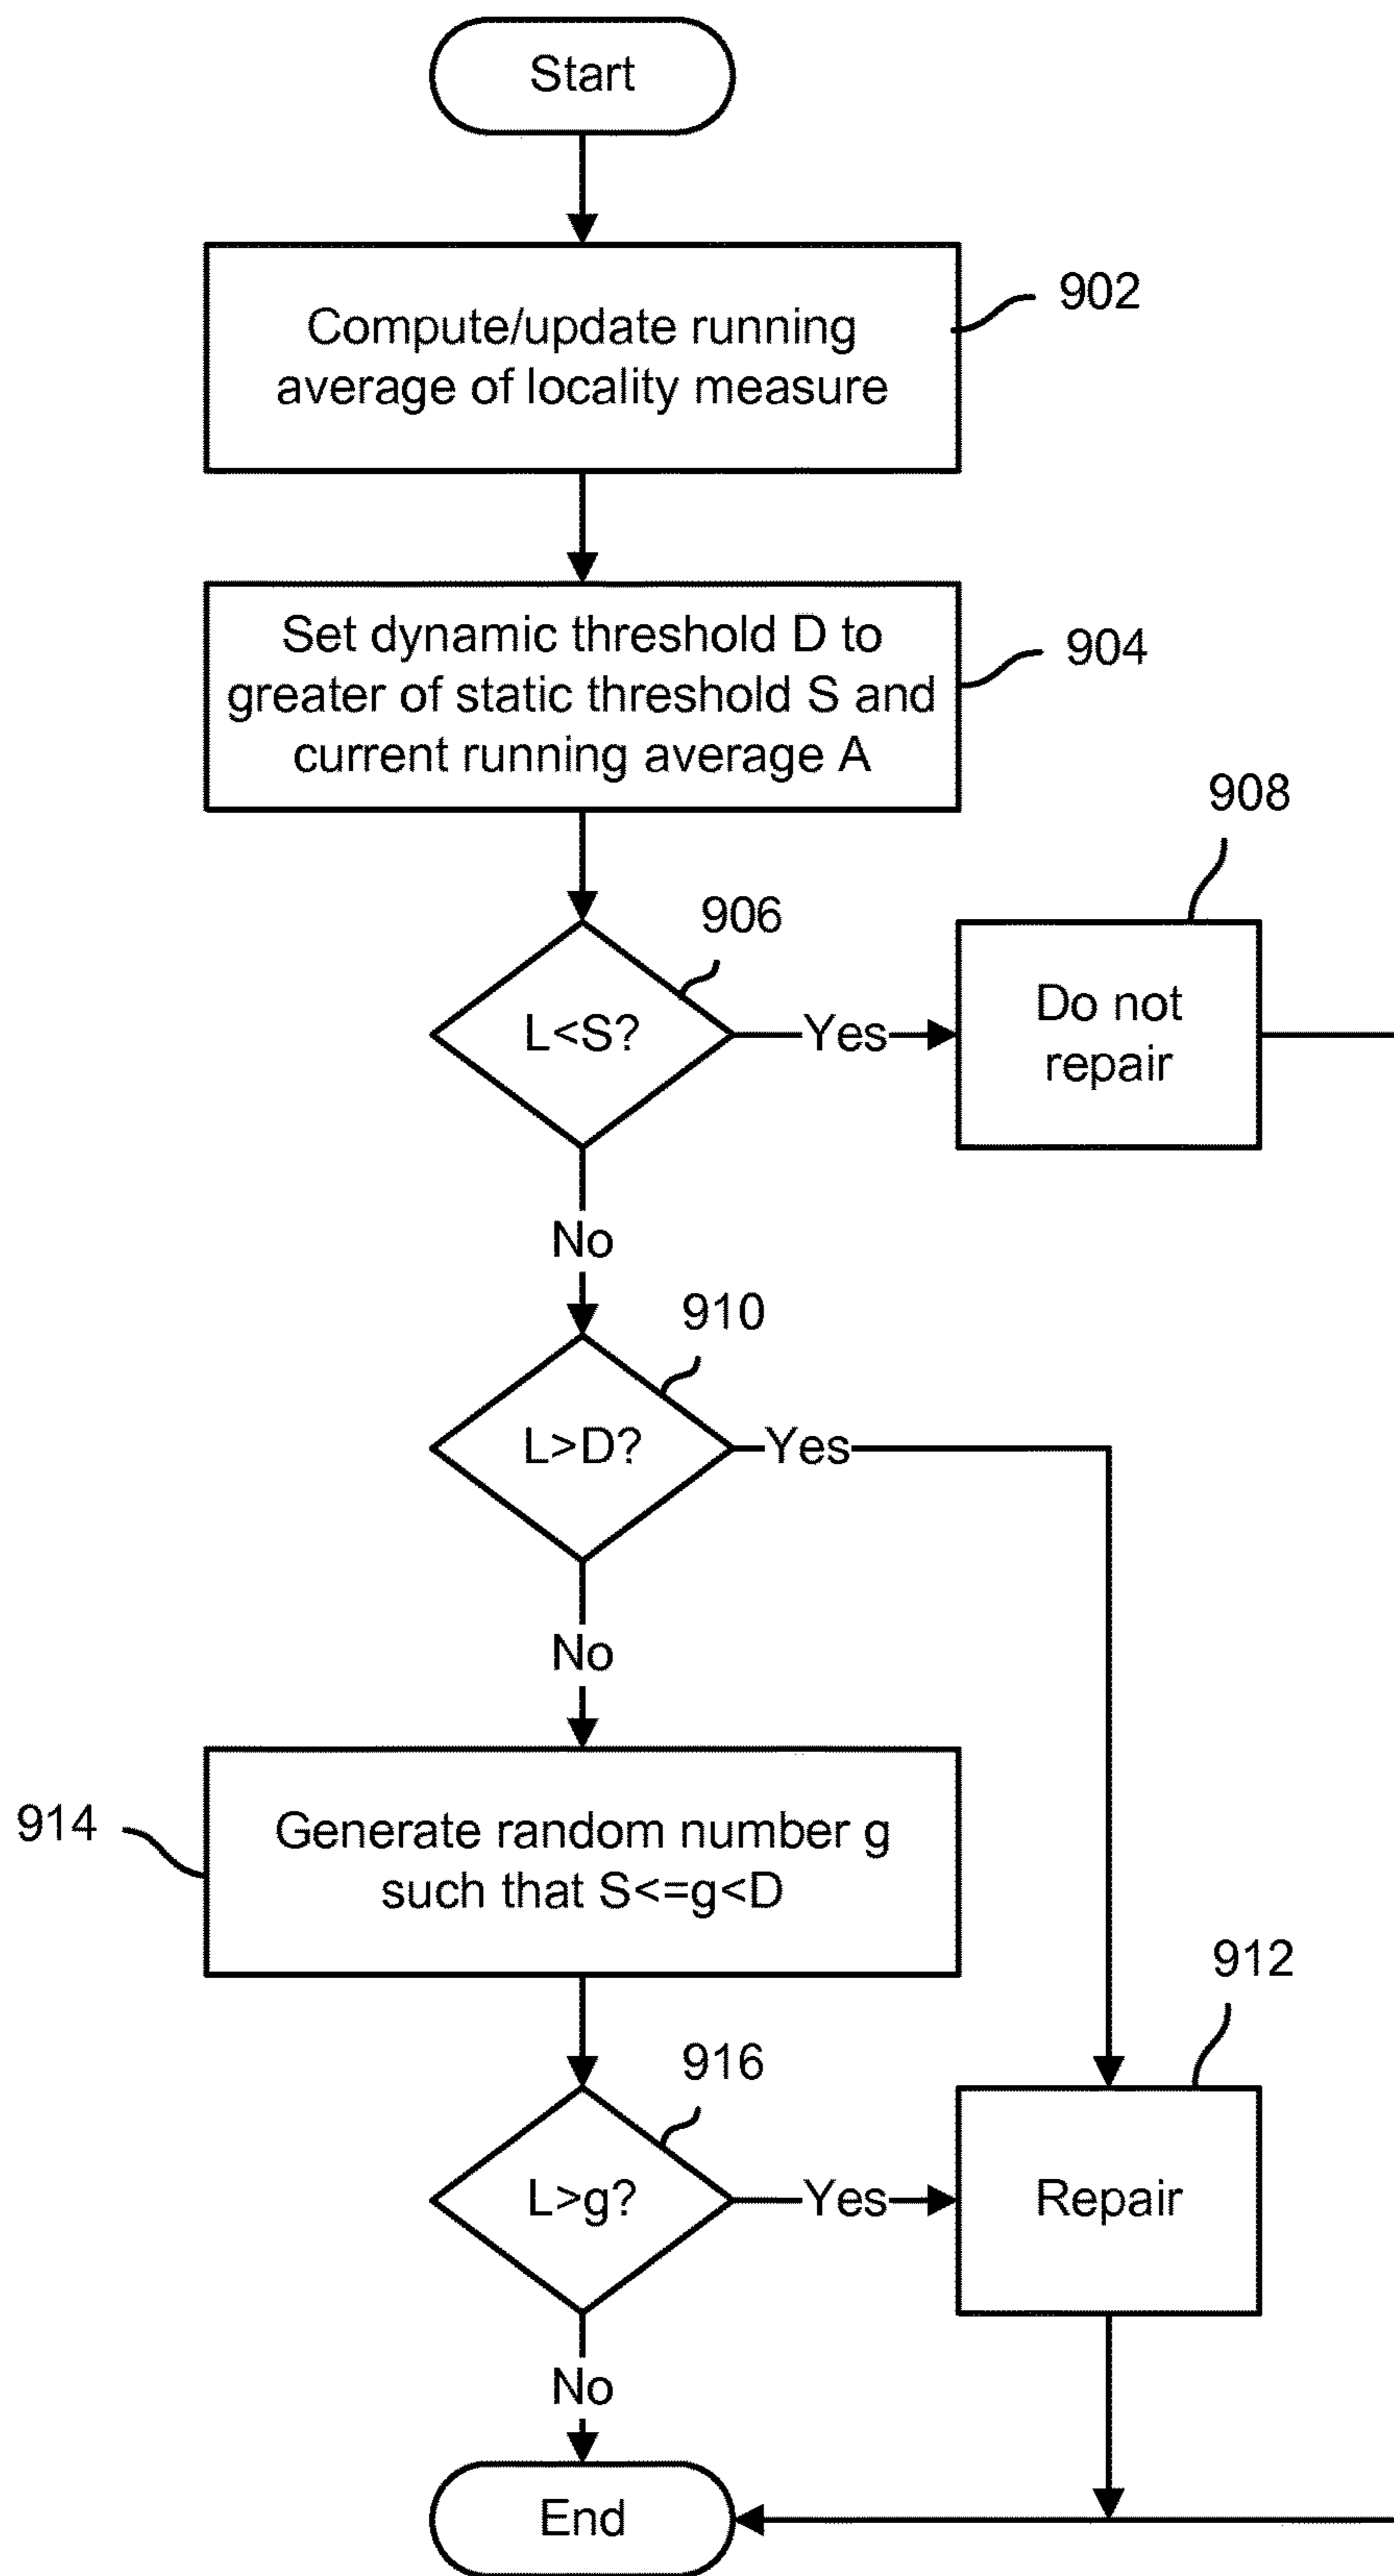 Start
Compute/update running
average of locality measure
902
Set dynamic threshold D to
greater of static threshold S and
current running average A
904
906
L<S?
Yes
908
Do not
repair
No
910
L>D?
Yes
No
914
Generate random number g
such that S<=g<D
916
L>g?
Yes
912
Repair
No
End